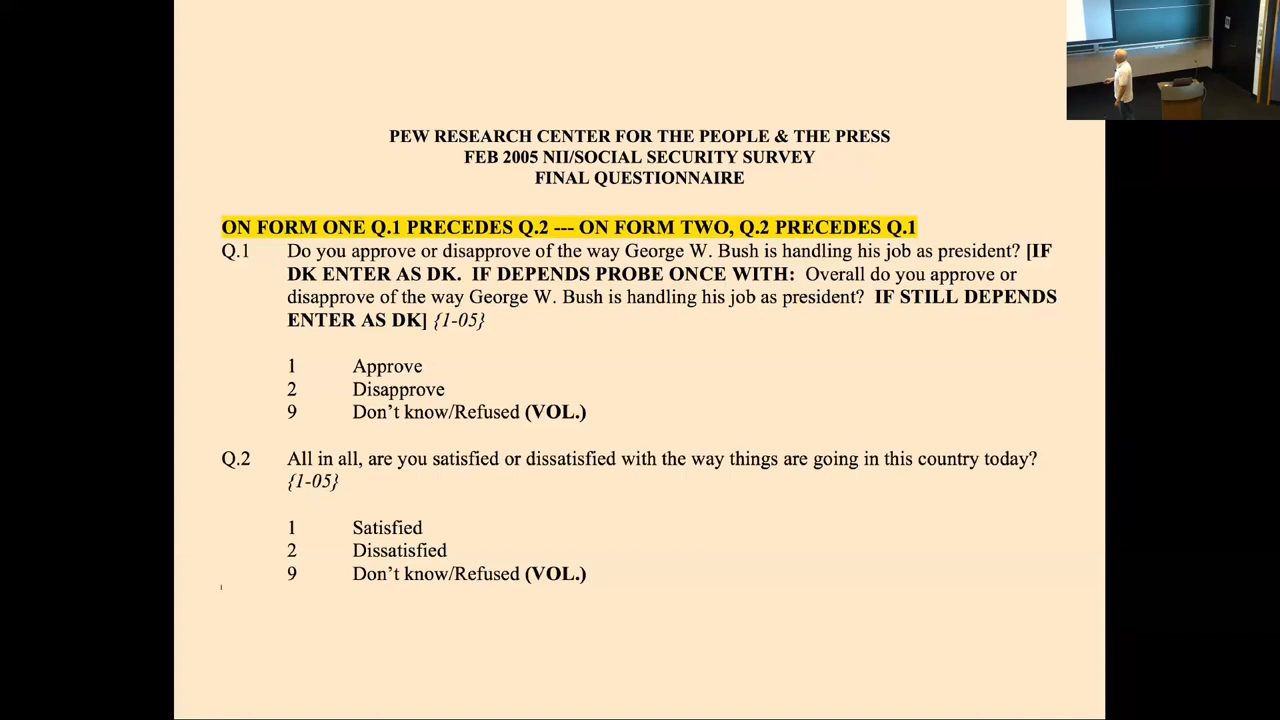 PEW RESEARCH CENTER FOR THE PEOPLE & THE PRESS
FEB 2005 NII/SOCIAL SECURITY SURVEY
FINAL QUESTIONNAIRE
ON FORM ONE Q.1 PRECEDES Q.2 --- ON FORM TWO, Q.2 PRECEDES Q.1
Q.1 Do you approve or disapprove of the way George W. Bush is handling his job as president? [IF
DK ENTER AS DK. IF DEPENDS PROBE ONCE WITH: Overall do you approve or
disapprove of the way George W. Bush is handling his job as president? IF STILL DEPENDS
ENTER AS DK] {1-05}
1 Approve
2 Disapprove
9 Don’t know/Refused (VOL.)
Q.2 All in all, are you satisfied or dissatisfied with the way things are going in this country today?
{1-05}
1 Satisfied
2 Dissatisfied
9 Don’t know/Refused (VOL.)